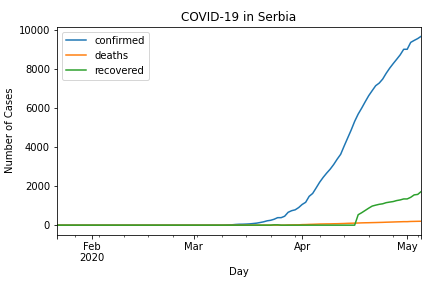 COVID-19 in Serbia
confirmed
deaths
recovered
Number of Cases
10000
8000
6000
4000
2000
0
Feb
2020
Mar
Apr
May
Day